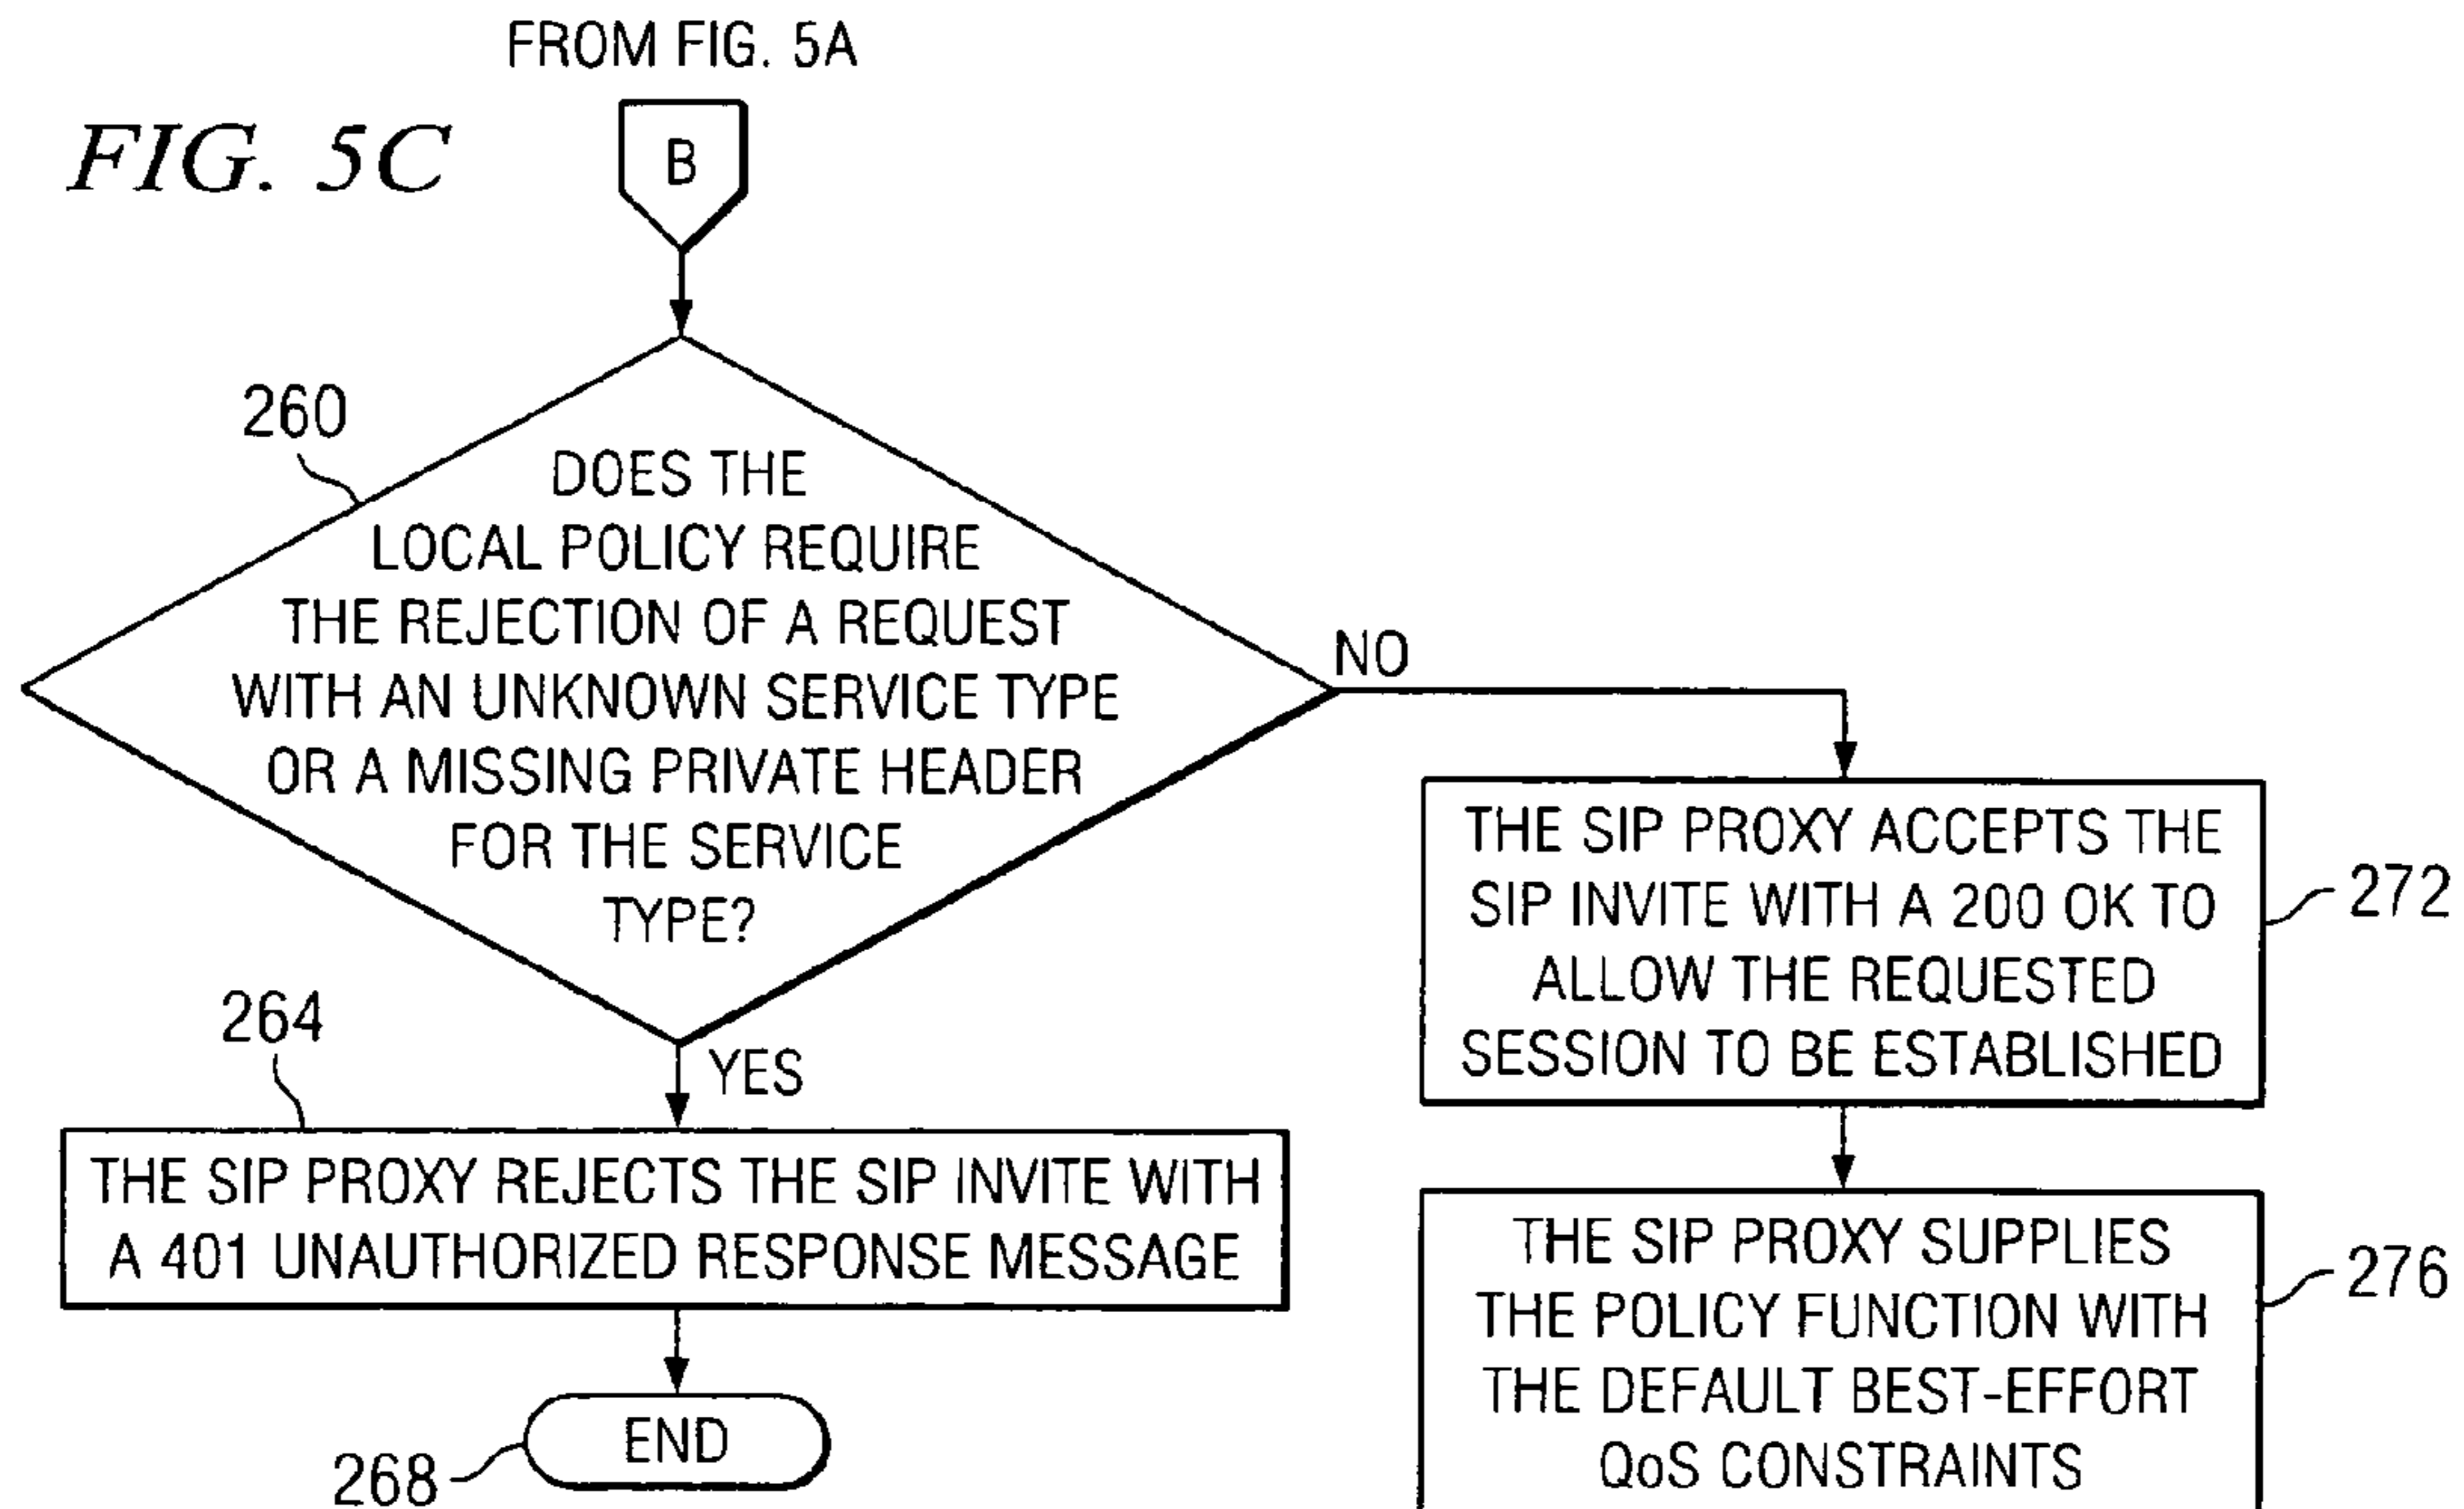 FROM FIG. 5A
FIG. 5C
B
260
DOES THE
LOCAL POLICY REQUIRE
THE REJECTION OF A REQUEST
WITH AN UNKNOWN SERVICE TYPE
OR A MISSING PRIVATE HEADER
FOR THE SERVICE
TYPE?
NO
YES
264
THE SIP PROXY REJECTS THE SIP INVITE WITH
A 401 UNAUTHORIZED RESPONSE MESSAGE
END
268
THE SIP PROXY ACCEPTS THE
SIP INVITE WITH A 200 OK TO
ALLOW THE REQUESTED
SESSION TO BE ESTABLISHED
272
THE SIP PROXY SUPPLIES
THE POLICY FUNCTION WITH
THE DEFAULT BEST-EFFORT
QoS CONSTRAINTS
276